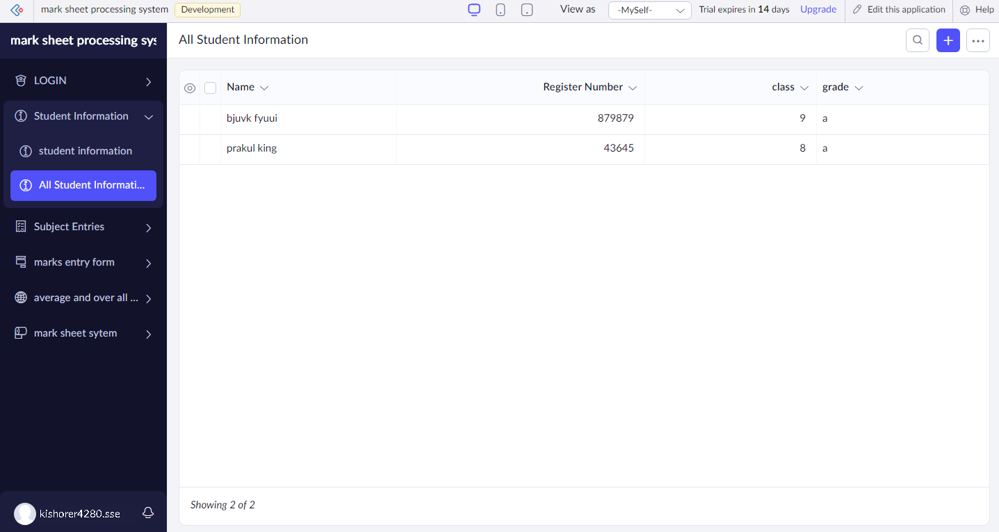 mark sheet processing system Development View as -MySelf- Trial expires in 14 days Upgrade Edit this application Help
mark sheet processing sys
All Student Information
LOGIN
Student Information
student information
All Student Informati...
Subject Entries
marks entry form
average and over all ...
mark sheet sytem
kishorer4280.sse
Name Register Number class grade
bjuvk fyuui 879879 9 a
prakul king 43645 8 a
Showing 2 of 2